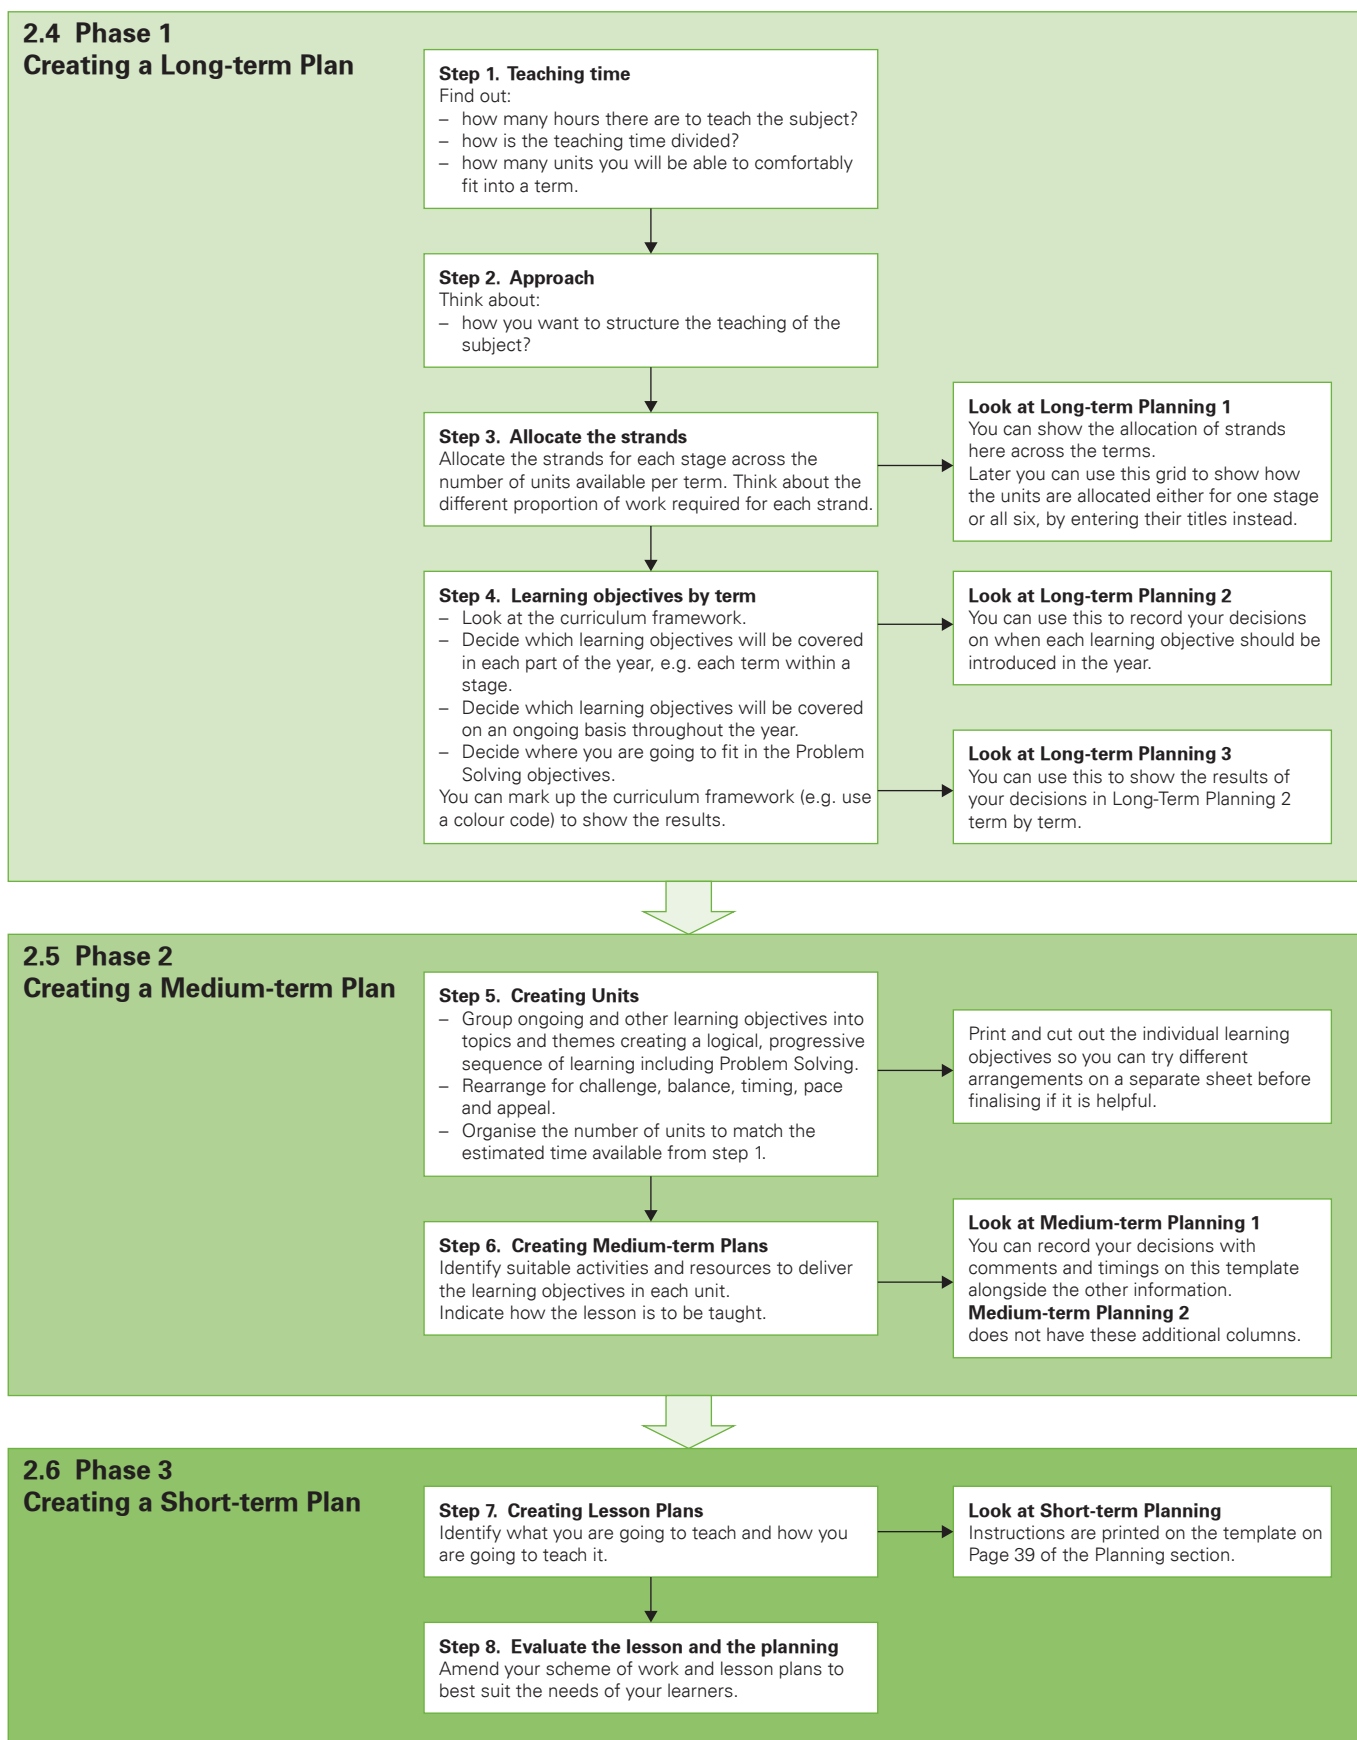 2.4 Phase 1
Creating a Long-term Plan
Step 1. Teaching time
Find out:
– how many hours there are to teach the subject?
– how is the teaching time divided?
– how many units you will be able to comfortably
fit into a term.
Step 2. Approach
Think about:
– how you want to structure the teaching of the
subject?
Step 3. Allocate the strands
Allocate the strands for each stage across the
number of units available per term. Think about the
different proportion of work required for each strand.
Look at Long-term Planning 1
You can show the allocation of strands
here across the terms.
Later you can use this grid to show how
the units are allocated either for one stage
or all six, by entering their titles instead.
Step 4. Learning objectives by term
– Look at the curriculum framework.
– Decide which learning objectives will be covered
in each part of the year, e.g. each term within a
stage.
– Decide which learning objectives will be covered
on an ongoing basis throughout the year.
– Decide where you are going to fit in the Problem
Solving objectives.
You can mark up the curriculum framework (e.g. use
a colour code) to show the results.
Look at Long-term Planning 2
You can use this to record your decisions
on when each learning objective should be
introduced in the year.
Look at Long-term Planning 3
You can use this to show the results of
your decisions in Long-Term Planning 2
term by term.
2.5 Phase 2
Creating a Medium-term Plan
Step 5. Creating Units
– Group ongoing and other learning objectives into
topics and themes creating a logical, progressive
sequence of learning including Problem Solving.
– Rearrange for challenge, balance, timing, pace
and appeal.
– Organise the number of units to match the
estimated time available from step 1.
Print and cut out the individual learning
objectives so you can try different
arrangements on a separate sheet before
finalising if it is helpful.
Step 6. Creating Medium-term Plans
Identify suitable activities and resources to deliver
the learning objectives in each unit.
Indicate how the lesson is to be taught.
Look at Medium-term Planning 1
You can record your decisions with
comments and timings on this template
alongside the other information.
Medium-term Planning 2
does not have these additional columns.
2.6 Phase 3
Creating a Short-term Plan
Step 7. Creating Lesson Plans
Identify what you are going to teach and how you
are going to teach it.
Look at Short-term Planning
Instructions are printed on the template on
Page 39 of the Planning section.
Step 8. Evaluate the lesson and the planning
Amend your scheme of work and lesson plans to
best suit the needs of your learners.